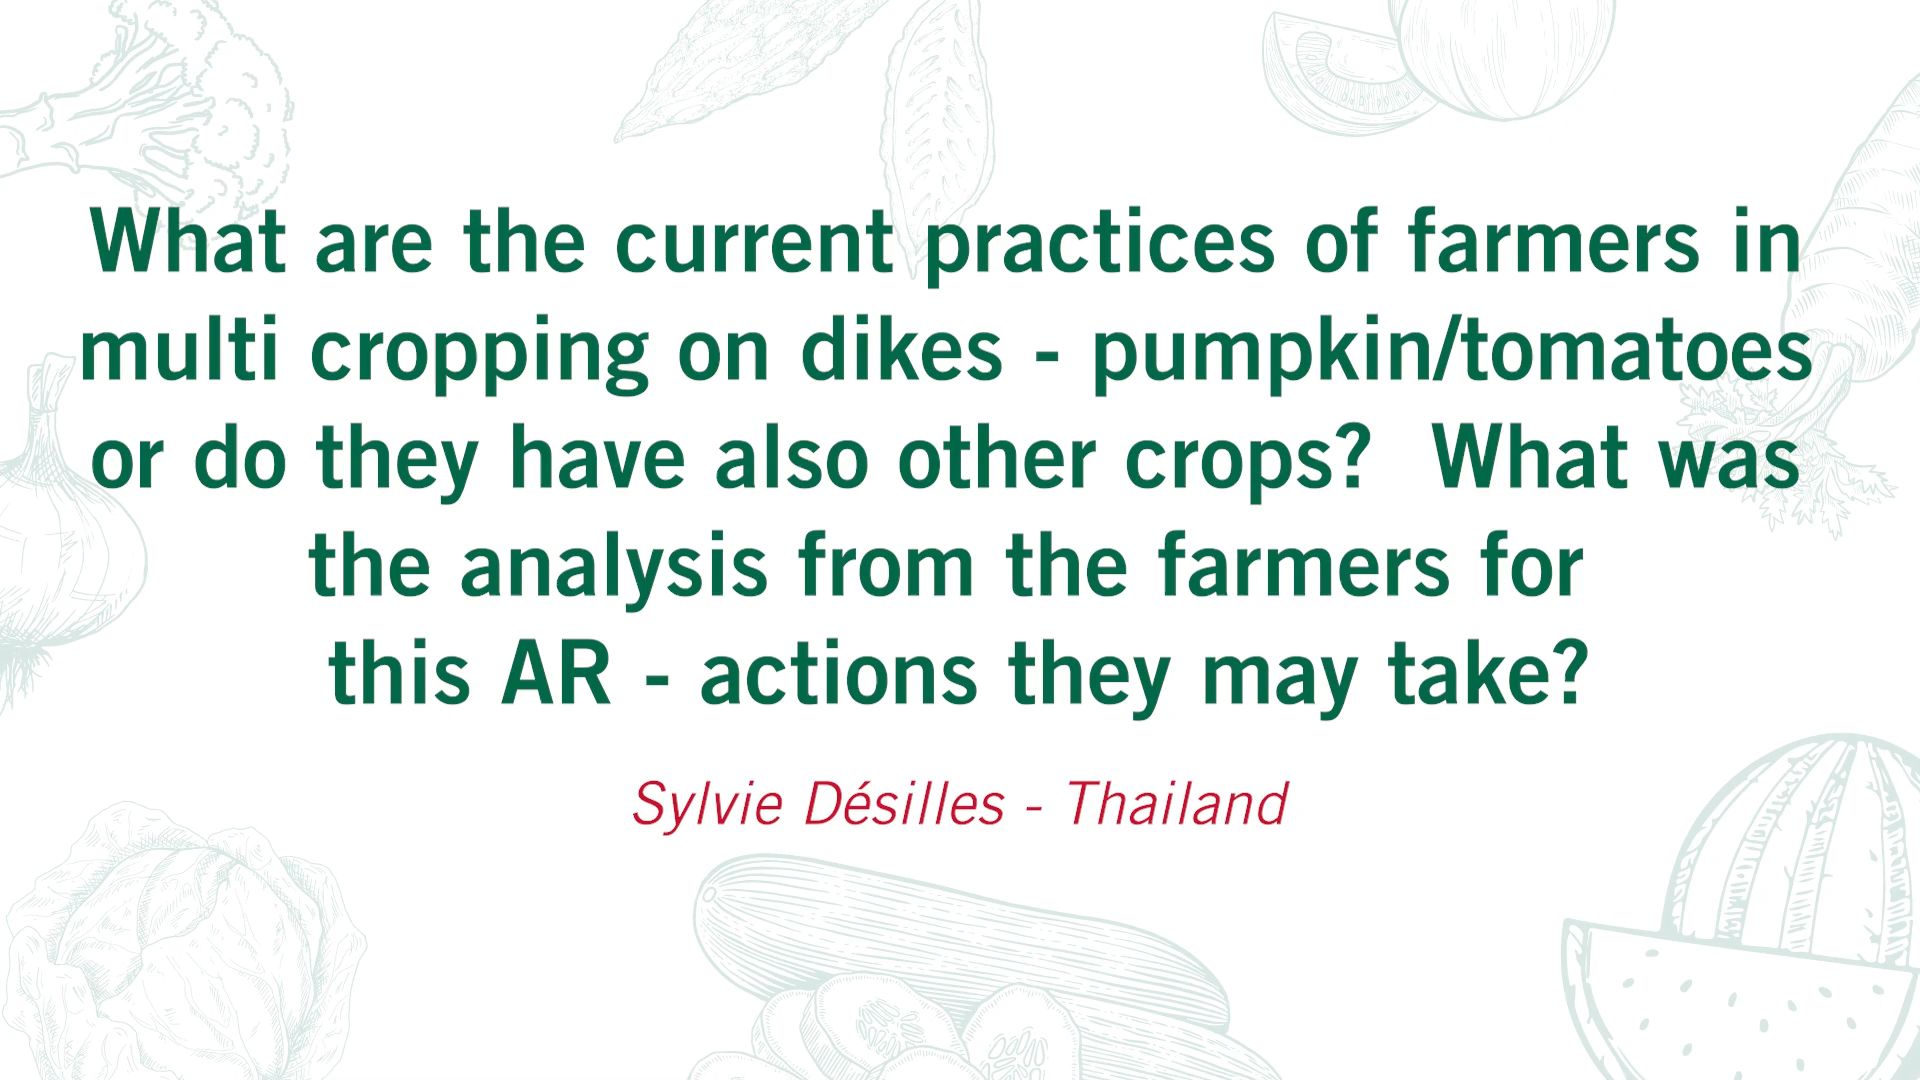 What are the current practices of farmers in
multi cropping on dikes - pumpkin/tomatoes
or do they have also other crops?  What was
the analysis from the farmers for
this AR - actions they may take?
Sylvie Désilles - Thailand